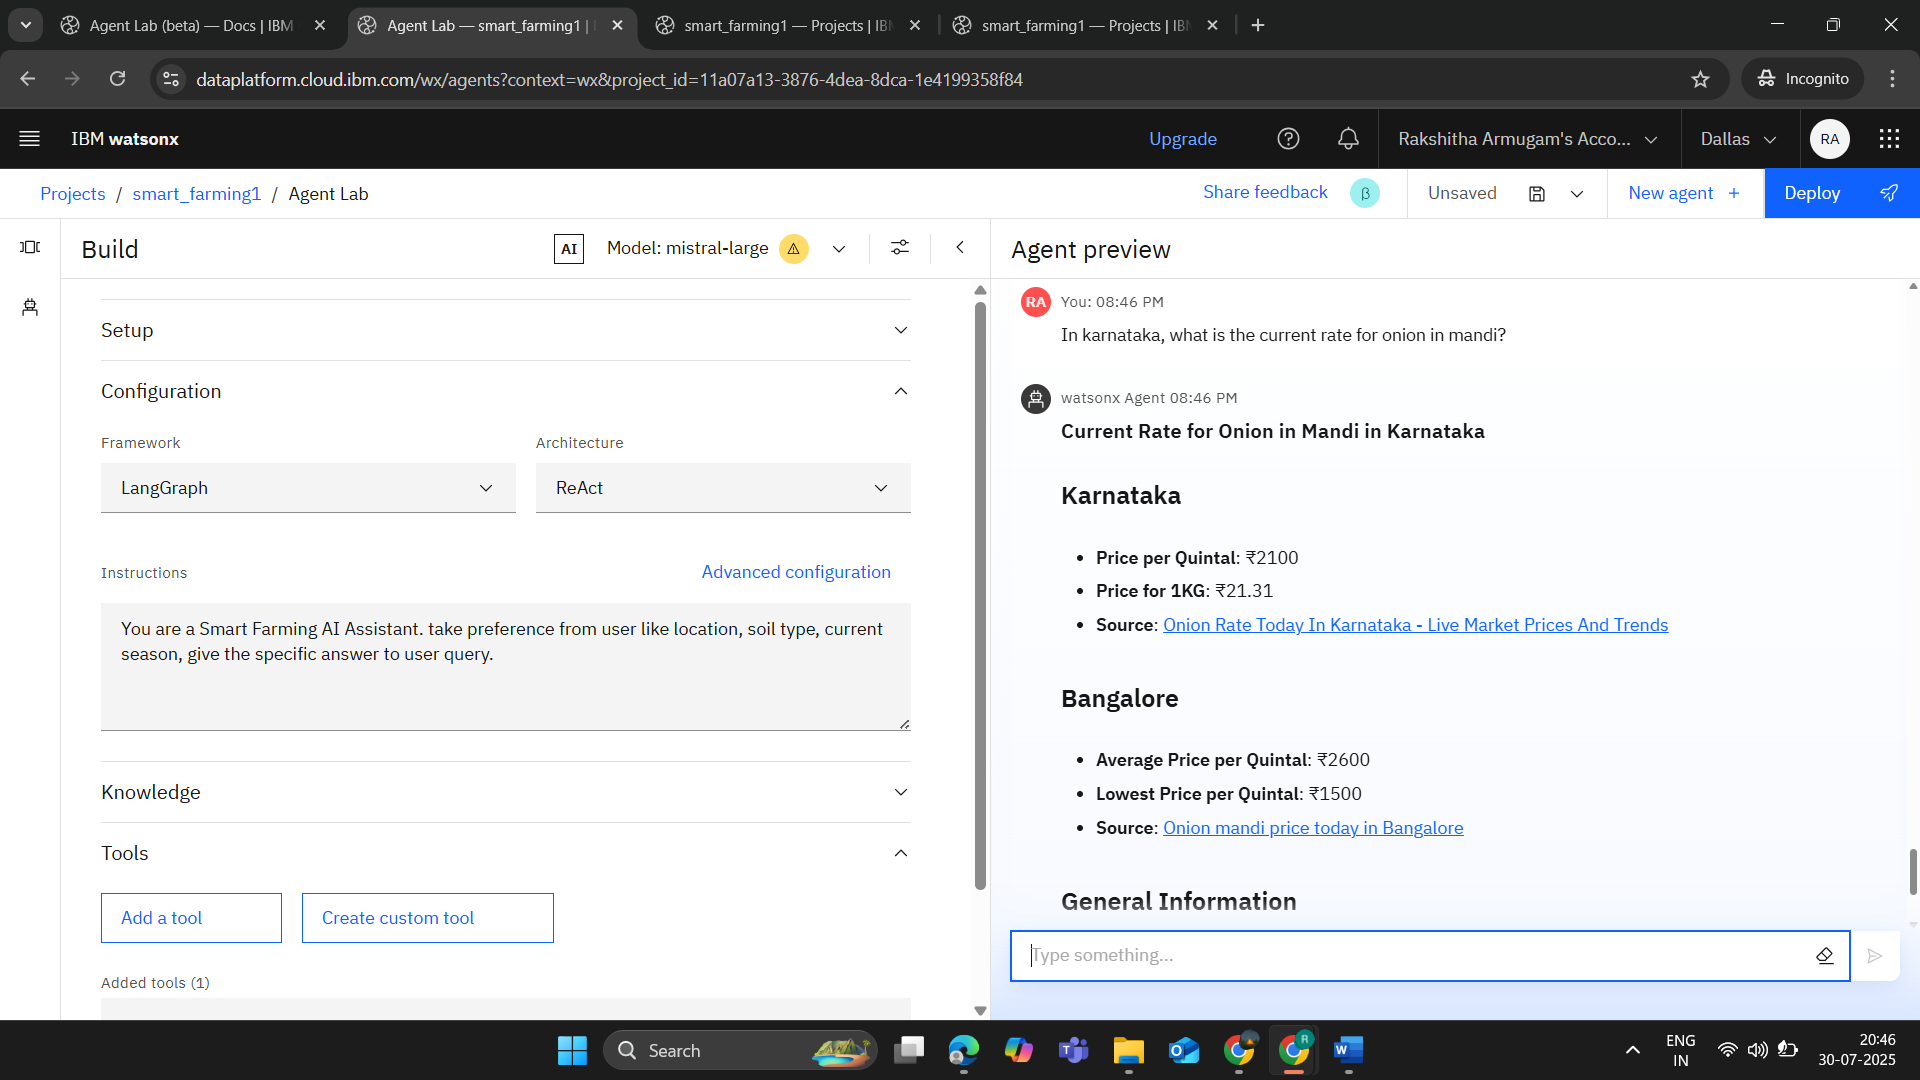 Agent Lab (beta) — Docs | IBM
Agent Lab — smart_farming1 |
smart_farming1 — Projects | IB
smart_farming1 — Projects | IB
dataplatform.cloud.ibm.com/wx/agents?context=wx&project_id=11a07a13-3876-4dea-8dca-1e4199358f84
Incognito
IBM watsonx
Upgrade
Rakshitha Armugam's Acco...
Dallas
RA
Projects / smart_farming1 / Agent Lab
Share feedback
β
Unsaved
New agent +
Deploy
Build
AI
Model: mistral-large
Agent preview
Setup
Configuration
Framework
Architecture
LangGraph
ReAct
Instructions
Advanced configuration
You are a Smart Farming AI Assistant. take preference from user like location, soil type, current
season, give the specific answer to user query.
Knowledge
Tools
Add a tool
Create custom tool
Added tools (1)
RA
You: 08:46 PM
In karnataka, what is the current rate for onion in mandi?
watsonx Agent 08:46 PM
Current Rate for Onion in Mandi in Karnataka
Karnataka
• Price per Quintal: ₹2100
• Price for 1KG: ₹21.31
• Source: Onion Rate Today In Karnataka - Live Market Prices And Trends
Bangalore
• Average Price per Quintal: ₹2600
• Lowest Price per Quintal: ₹1500
• Source: Onion mandi price today in Bangalore
General Information
Type something...
Search
ENG
IN
20:46
30-07-2025